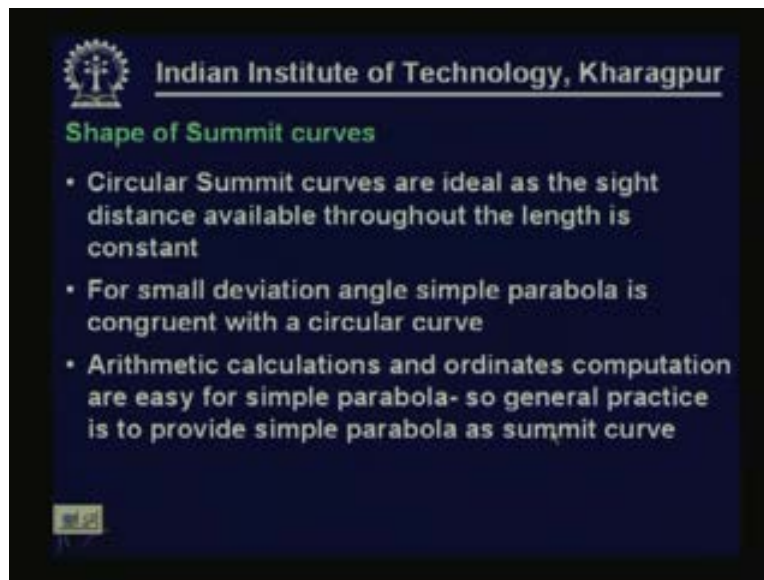 Indian Institute of Technology, Kharagpur
Shape of Summit curves
• Circular Summit curves are ideal as the sight
distance available throughout the length is
constant
• For small deviation angle simple parabola is
congruent with a circular curve
• Arithmetic calculations and ordinates computation
are easy for simple parabola- so general practice
is to provide simple parabola as summit curve